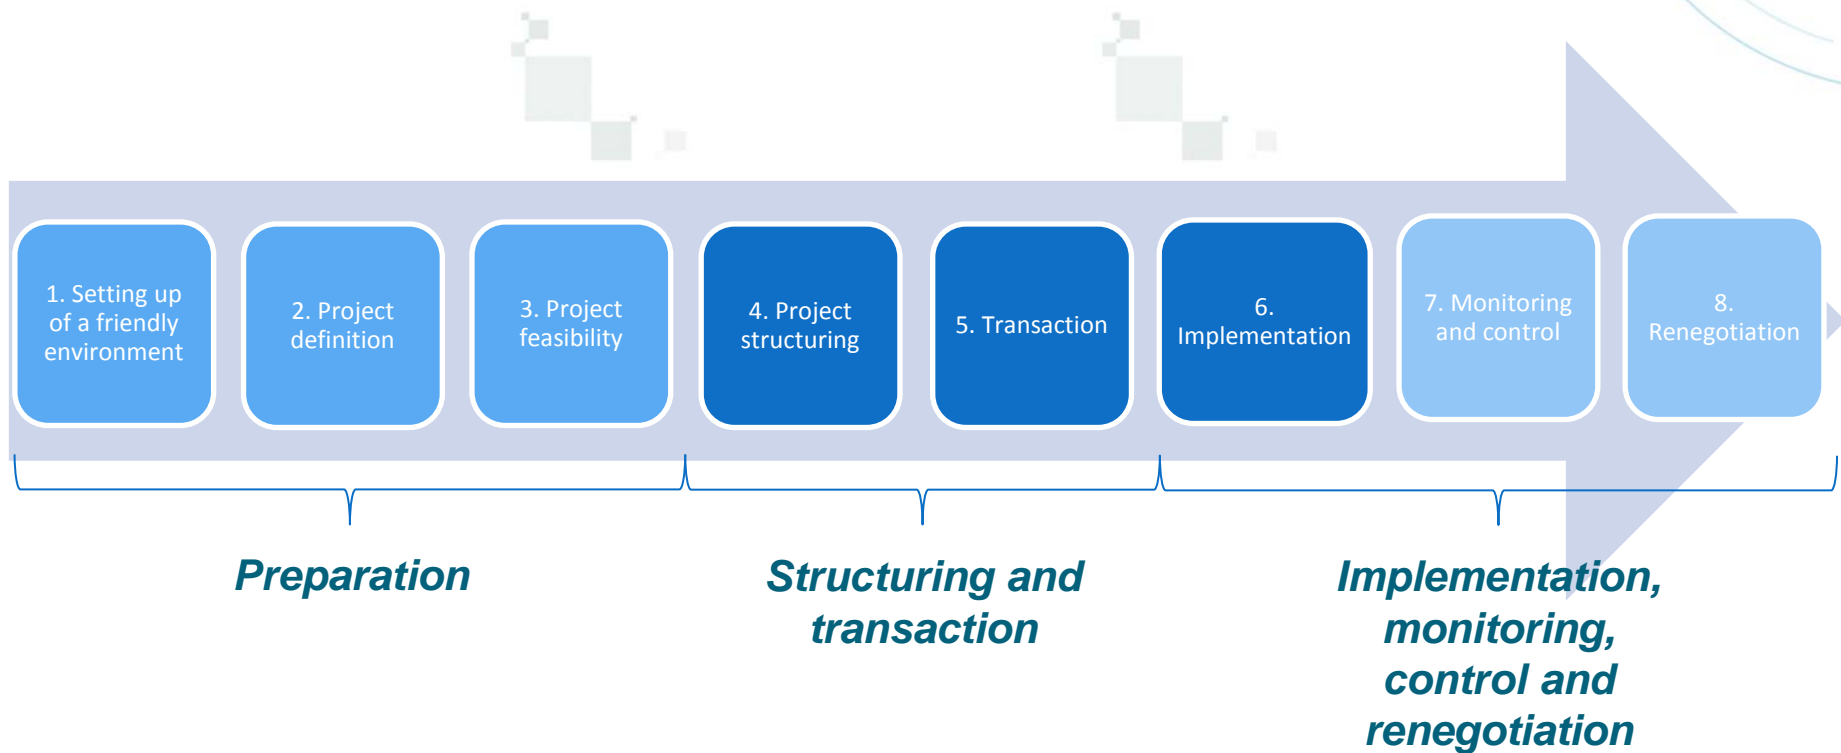 1. Setting up
of a friendly
environment
2. Project
definition
3. Project
feasibility
4. Project
structuring
5. Transaction
6.
Implementation
7. Monitoring
and control
8.
Renegotiation
Preparation
Structuring and
transaction
Implementation,
monitoring,
control and
renegotiation